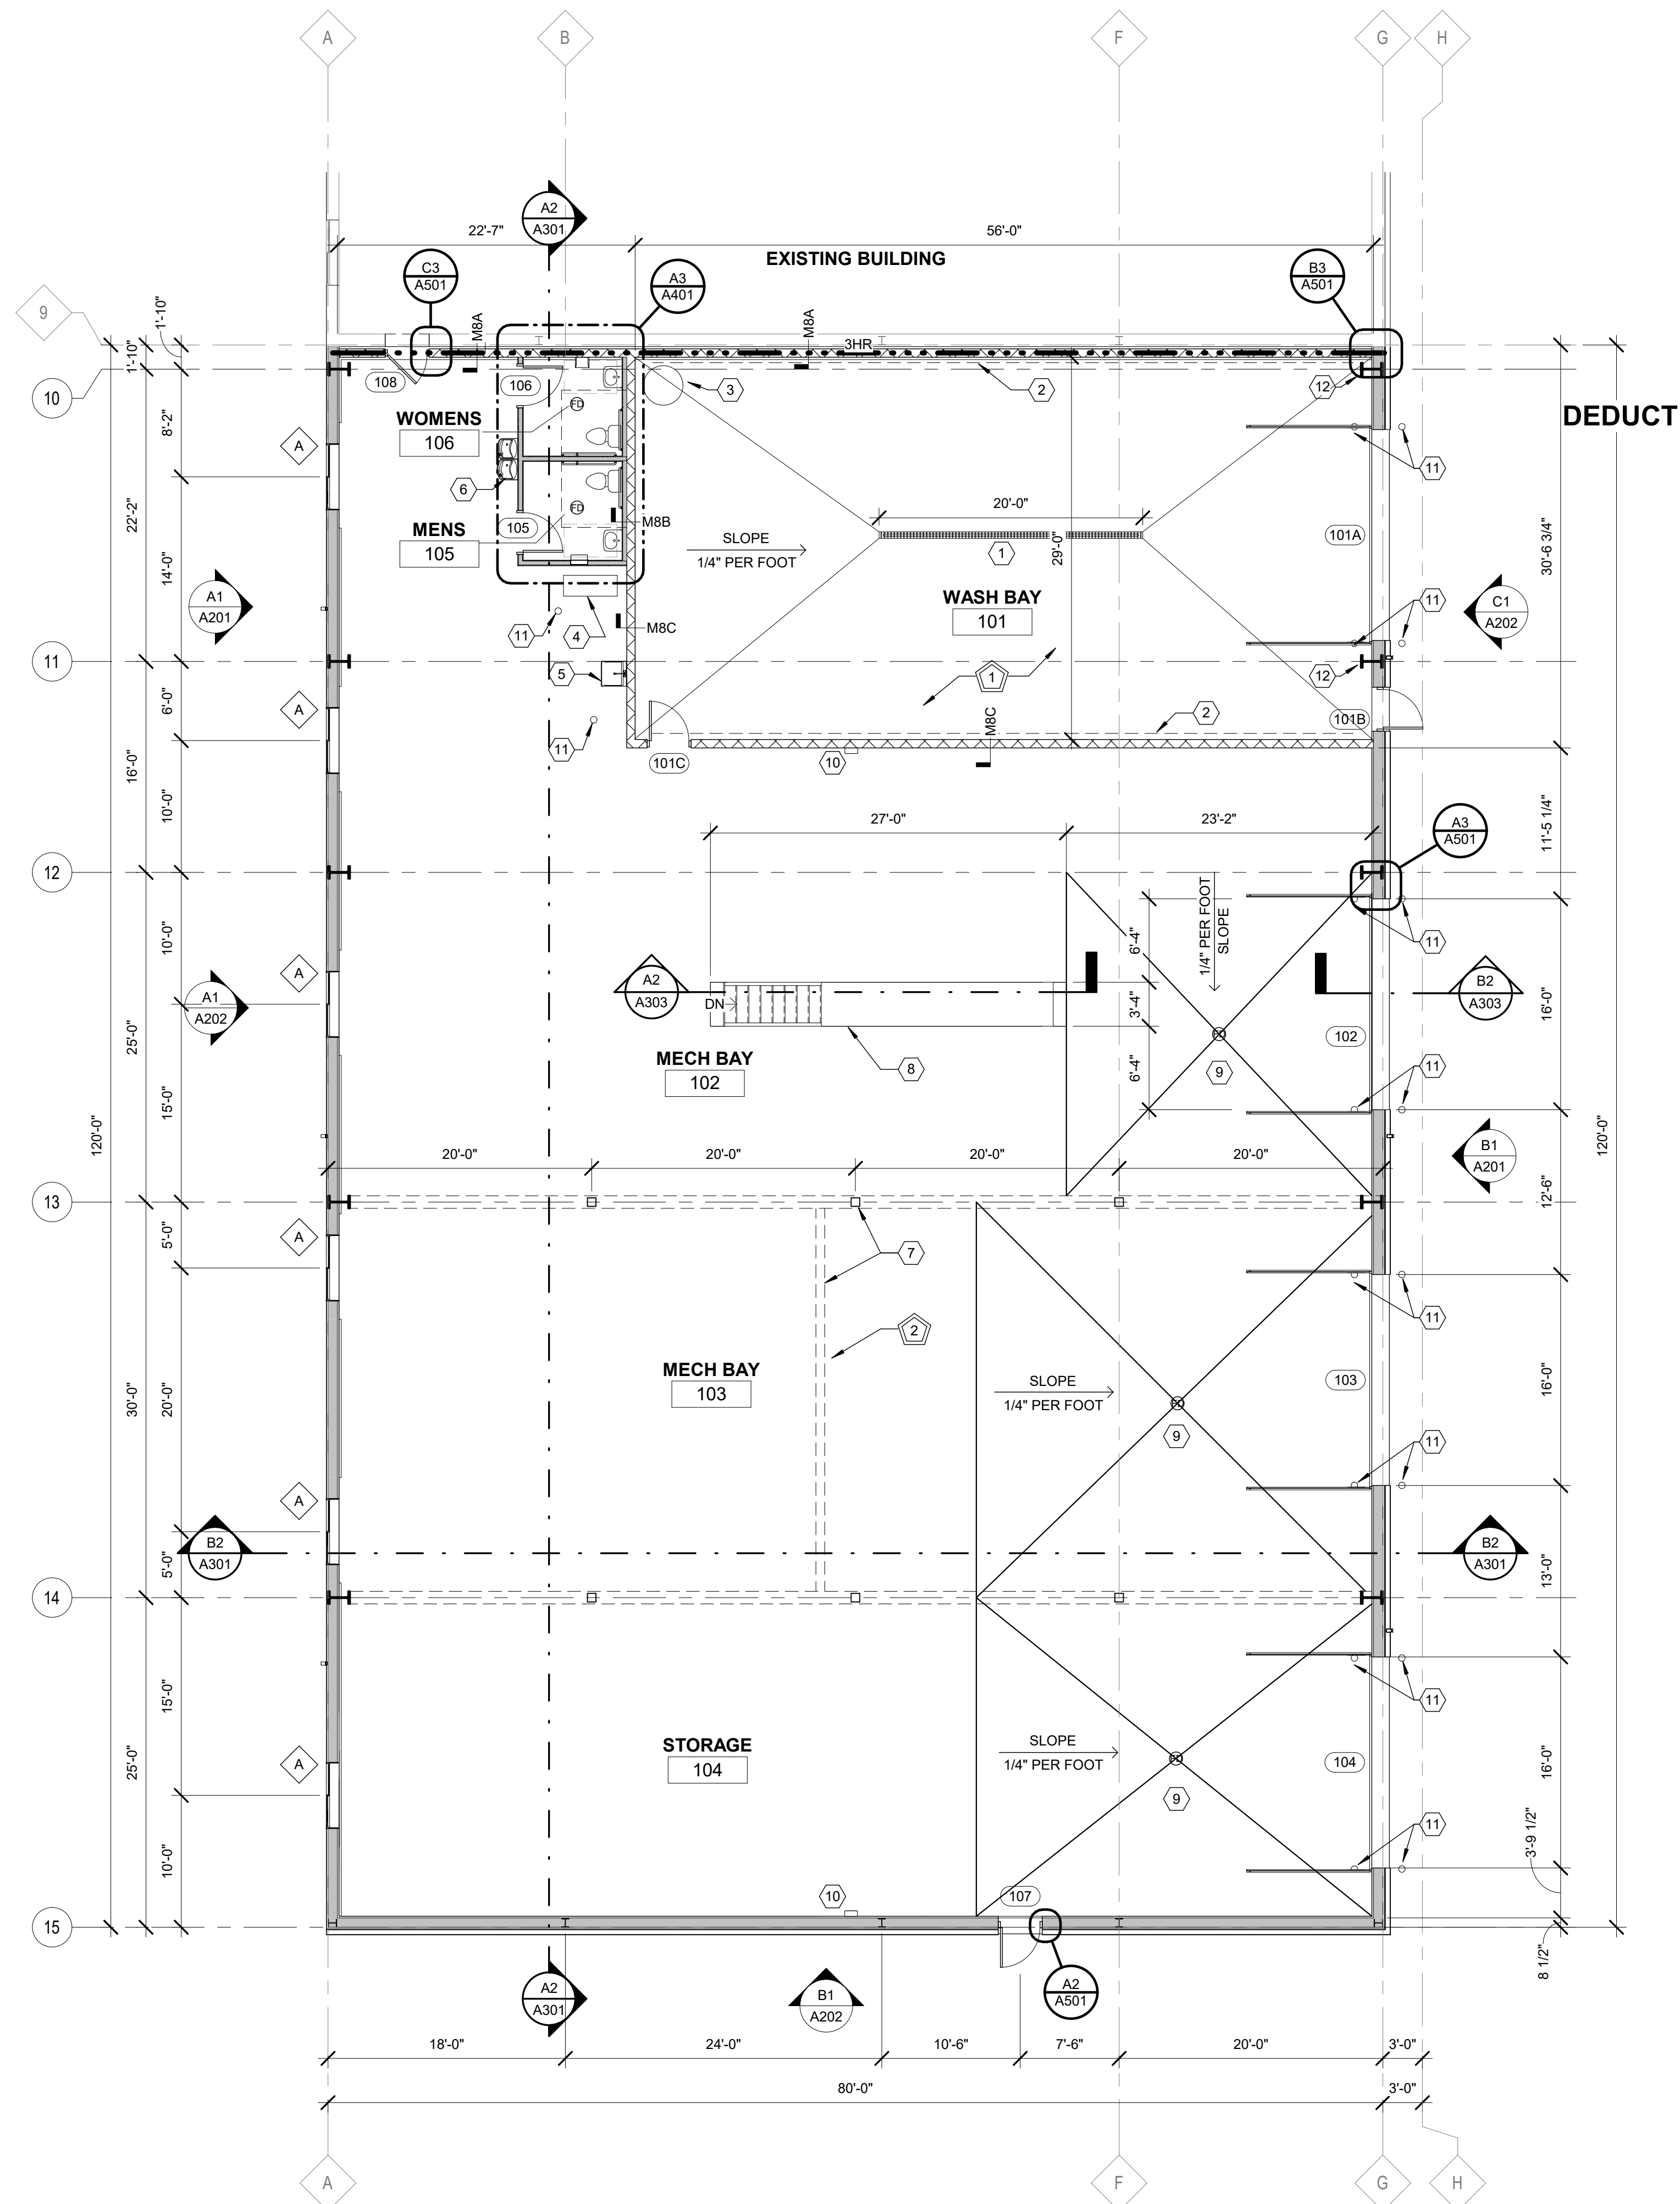 A
B
F
G
H
A2
A301
22'-7"
56'-0"
EXISTING BUILDING
C3
A501
A3
A401
B3
A501
9
1'-10"
1'-10"
M8A
M8A
3HR
10
108
106
3
2
12
DEDUCT
WOMENS
106
FD
8'-2"
A
11
22'-2"
6
20'-0"
MENS
105
105
FD
M8B
SLOPE
1/4" PER FOOT
1
29'-0"
101A
30'-6 3/4"
14'-0"
A1
A201
WASH BAY
101
11
C1
A202
11
4
M8C
11
5
1
12
6'-0"
A
11
M8C
2
101B
101C
10
16'-0"
10'-0"
27'-0"
23'-2"
A3
A501
11'-5 1/4"
12
1/4" PER FOOT
SLOPE
6'-4"
11
10'-0"
A
A2
A303
DN
3'-4"
B2
A303
16'-0"
A1
A202
25'-0"
102
MECH BAY
102
8
6'-4"
9
11
15'-0"
120'-0"
120'-0"
20'-0"
20'-0"
20'-0"
20'-0"
B1
A201
12'-6"
13
5'-0"
A
7
11
2
MECH BAY
103
SLOPE
1/4" PER FOOT
103
16'-0"
30'-0"
20'-0"
9
11
A
B2
A301
B2
A301
5'-0"
13'-0"
14
15'-0"
11
STORAGE
104
SLOPE
1/4" PER FOOT
104
16'-0"
25'-0"
A
9
11
3'-9 1/2"
10'-0"
10
107
15
8 1/2"
A2
A301
B1
A202
A2
A501
18'-0"
24'-0"
10'-6"
7'-6"
20'-0"
3'-0"
80'-0"
3'-0"
A
F
G
H